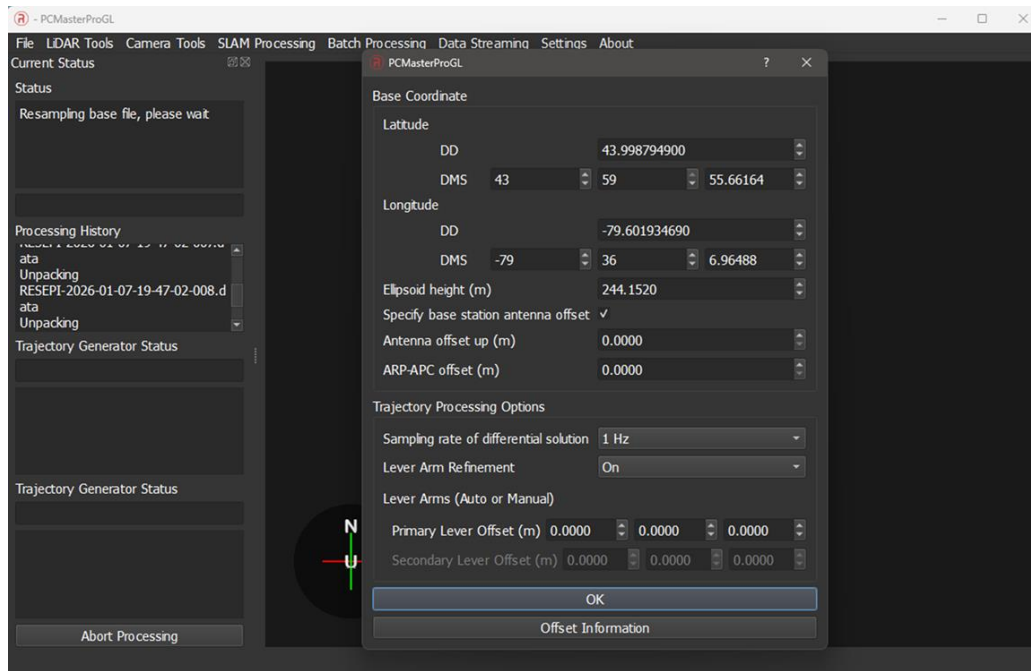 - PCMasterProGL
File LiDAR Tools Camera Tools SLAM Processing Batch Processing Data Streaming Settings About
Current Status
Status
Resampling base file, please wait
Processing History
ata
Unpacking
RESEPI-2026-01-07-19-47-02-008.d
ata
Unpacking
Trajectory Generator Status
Trajectory Generator Status
Abort Processing
N
U
PCMasterProGL ?
Base Coordinate
Latitude
DD 43.998794900
DMS 43 59 55.66164
Longitude
DD -79.601934690
DMS -79 36 6.96488
Ellipsoid height (m) 244.1520
Specify base station antenna offset
Antenna offset up (m) 0.0000
ARP-APC offset (m) 0.0000
Trajectory Processing Options
Sampling rate of differential solution 1 Hz
Lever Arm Refinement On
Lever Arms (Auto or Manual)
Primary Lever Offset (m) 0.0000 0.0000 0.0000
Secondary Lever Offset (m) 0.0000 0.0000 0.0000
OK
Offset Information